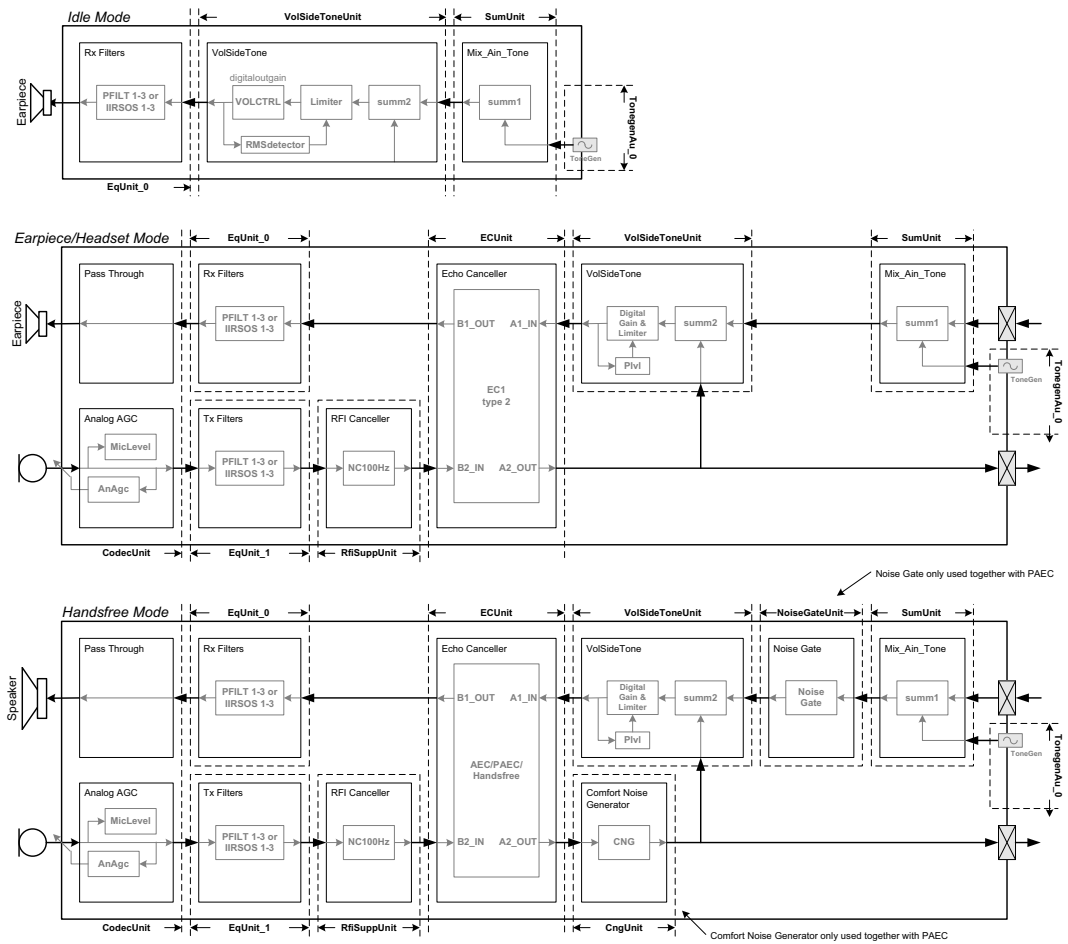 Idle Mode
VolSideToneUnit
SumUnit
Rx Filters
VolSideTone
Mix_Ain_Tone
digitaloutgain
PFILT 1-3 or
IIRSOS 1-3
VOLCTRL
Limiter
summ2
summ1
RMSdetector
Earpiece
ToneGen
TonegenAu_0
EqUnit_0
Earpiece/Headset Mode
EqUnit_0
ECUnit
VolSideToneUnit
SumUnit
Pass Through
Rx Filters
Echo Canceller
VolSideTone
Mix_Ain_Tone
Earpiece
PFILT 1-3 or
IIRSOS 1-3
B1_OUT
A1_IN
Digital
Gain &
Limiter
summ2
summ1
Plvl
ToneGen
TonegenAu_0
EC1
type 2
Analog AGC
Tx Filters
RFI Canceller
MicLevel
AnAgc
PFILT 1-3 or
IIRSOS 1-3
NC100Hz
B2_IN
A2_OUT
CodecUnit
EqUnit_1
RfiSuppUnit
Noise Gate only used together with PAEC
Handsfree Mode
EqUnit_0
ECUnit
VolSideToneUnit
NoiseGateUnit
SumUnit
Pass Through
Rx Filters
Echo Canceller
VolSideTone
Noise Gate
Mix_Ain_Tone
Speaker
PFILT 1-3 or
IIRSOS 1-3
B1_OUT
A1_IN
Digital
Gain &
Limiter
summ2
Noise
Gate
summ1
Plvl
ToneGen
TonegenAu_0
AEC/PAEC/
Handsfree
Analog AGC
Tx Filters
RFI Canceller
Comfort Noise
Generator
MicLevel
AnAgc
PFILT 1-3 or
IIRSOS 1-3
NC100Hz
B2_IN
A2_OUT
CNG
CodecUnit
EqUnit_1
RfiSuppUnit
CngUnit
Comfort Noise Generator only used together with PAEC